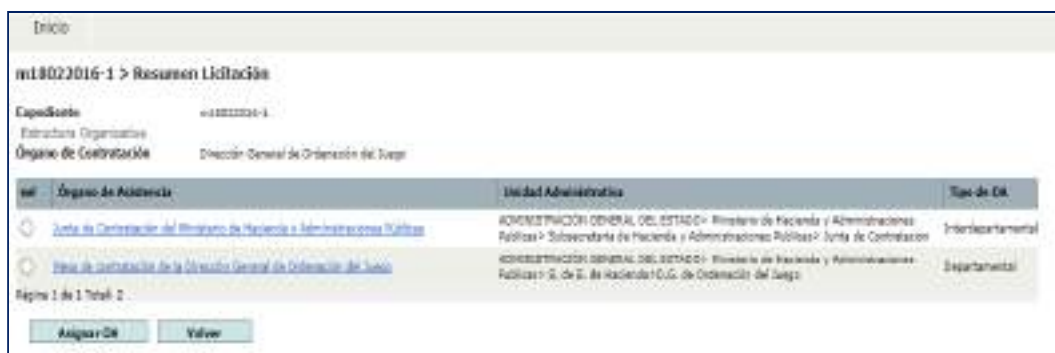 Inicio
m18022016-1 > Resumen Licitación
Expediente m18022016-1
Estructura Organizativa
Órgano de Contratación Dirección General de Ordenación del Juego
sel Órgano de Asistencia Unidad Administrativa Tipo de OA
Junta de Contratación del Ministerio de Hacienda y Administraciones Públicas ADMINISTRACIÓN GENERAL DEL ESTADO> Ministerio de Hacienda y Administraciones Interdepartamental
Públicas> Subsecretaría de Hacienda y Administraciones Públicas> Junta de Contratacion
Mesa de contratación de la Dirección General de Ordenación del Juego ADMINISTRACIÓN GENERAL DEL ESTADO> Ministerio de Hacienda y Administraciones Departamental
Públicas> S. de E. de Hacienda>D.G. de Ordenación del Juego
Página 1 de 1 Total: 2
Asignar OA Volver